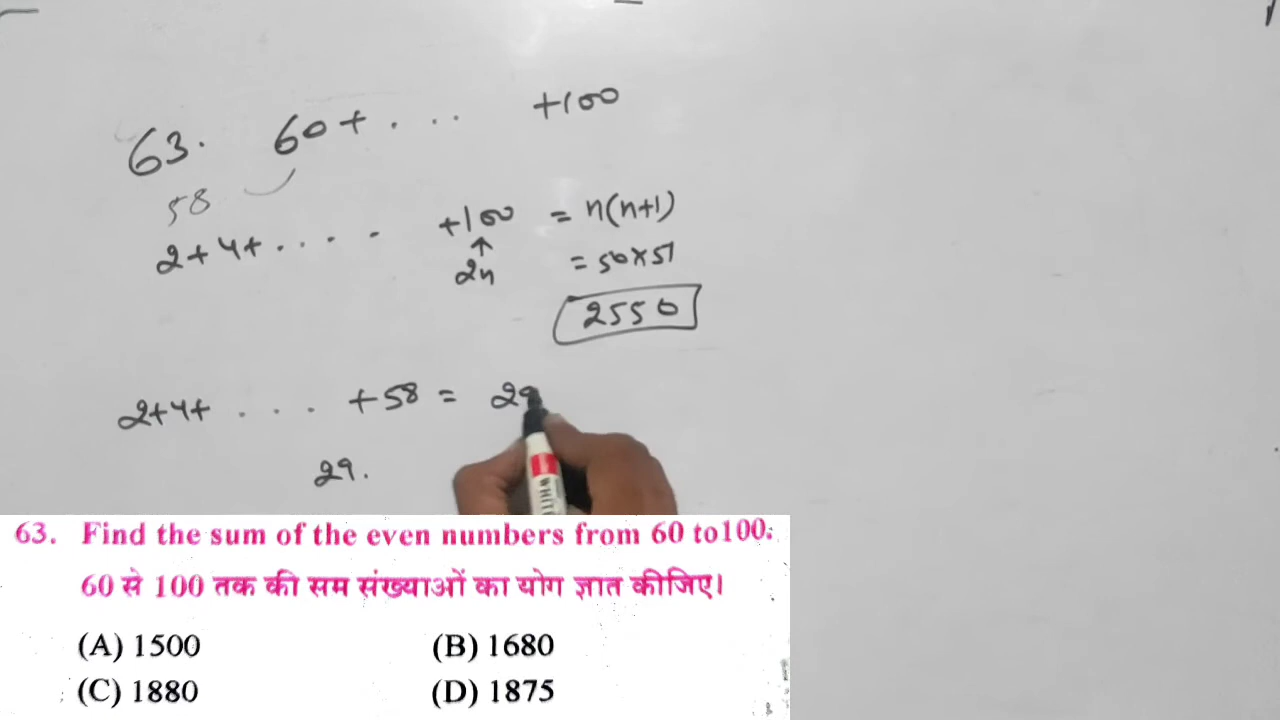 63. 60+ . . . +100
58
2+4+ . . . . +100 = n(n+1)
2n = 50×51
2550
2+4+ . . . +58 = 29
29.
WHIT
63. Find the sum of the even numbers from 60 to100:
60 से 100 तक की सम संख्याओं का योग ज्ञात कीजिए।
(A) 1500 (B) 1680
(C) 1880 (D) 1875